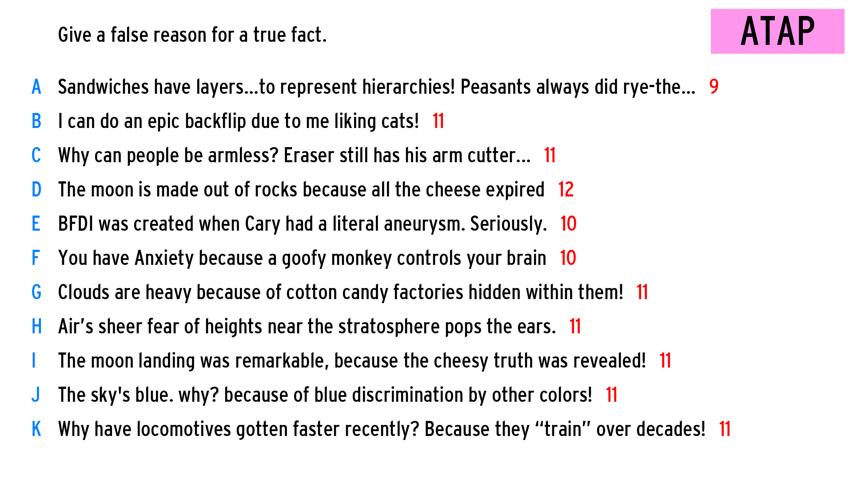 Give a false reason for a true fact.
ATAP
A Sandwiches have layers...to represent hierarchies! Peasants always did rye-the... 9
B I can do an epic backflip due to me liking cats! 11
C Why can people be armless? Eraser still has his arm cutter... 11
D The moon is made out of rocks because all the cheese expired 12
E BFDI was created when Cary had a literal aneurysm. Seriously. 10
F You have Anxiety because a goofy monkey controls your brain 10
G Clouds are heavy because of cotton candy factories hidden within them! 11
H Air's sheer fear of heights near the stratosphere pops the ears. 11
I The moon landing was remarkable, because the cheesy truth was revealed! 11
J The sky's blue. why? because of blue discrimination by other colors! 11
K Why have locomotives gotten faster recently? Because they “train” over decades! 11